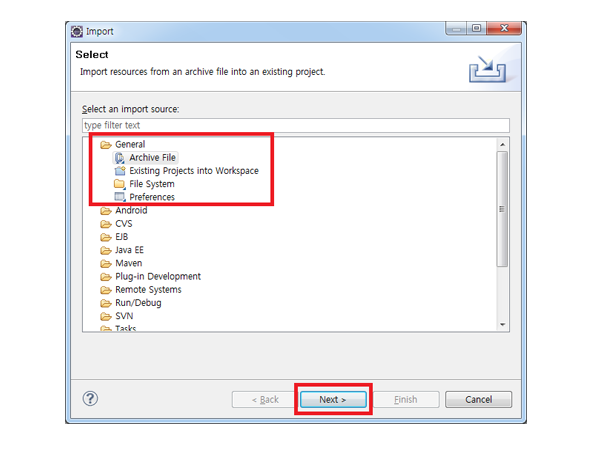 Import
Select
Import resources from an archive file into an existing project.
Select an import source:
type filter text
General
Archive File
Existing Projects into Workspace
File System
Preferences
Android
CVS
EJB
Java EE
Maven
Plug-in Development
Remote Systems
Run/Debug
SVN
Tasks
?
< Back
Next >
Finish
Cancel